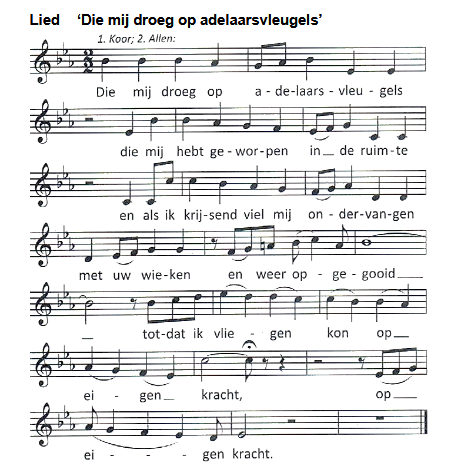 Lied ‘Die mij droeg op adelaarsvleugels’
1. Koor; 2. Allen:
Die mij droeg op a-de-laars-vleu-gels
die mij hebt ge-wor-pen in de ruim-te
en als ik krij-send viel mij on-der-van-gen
met uw wie-ken en weer op-ge-gooid
tot-dat ik vlie-gen kon op
ei-gen kracht, op
ei---gen kracht.